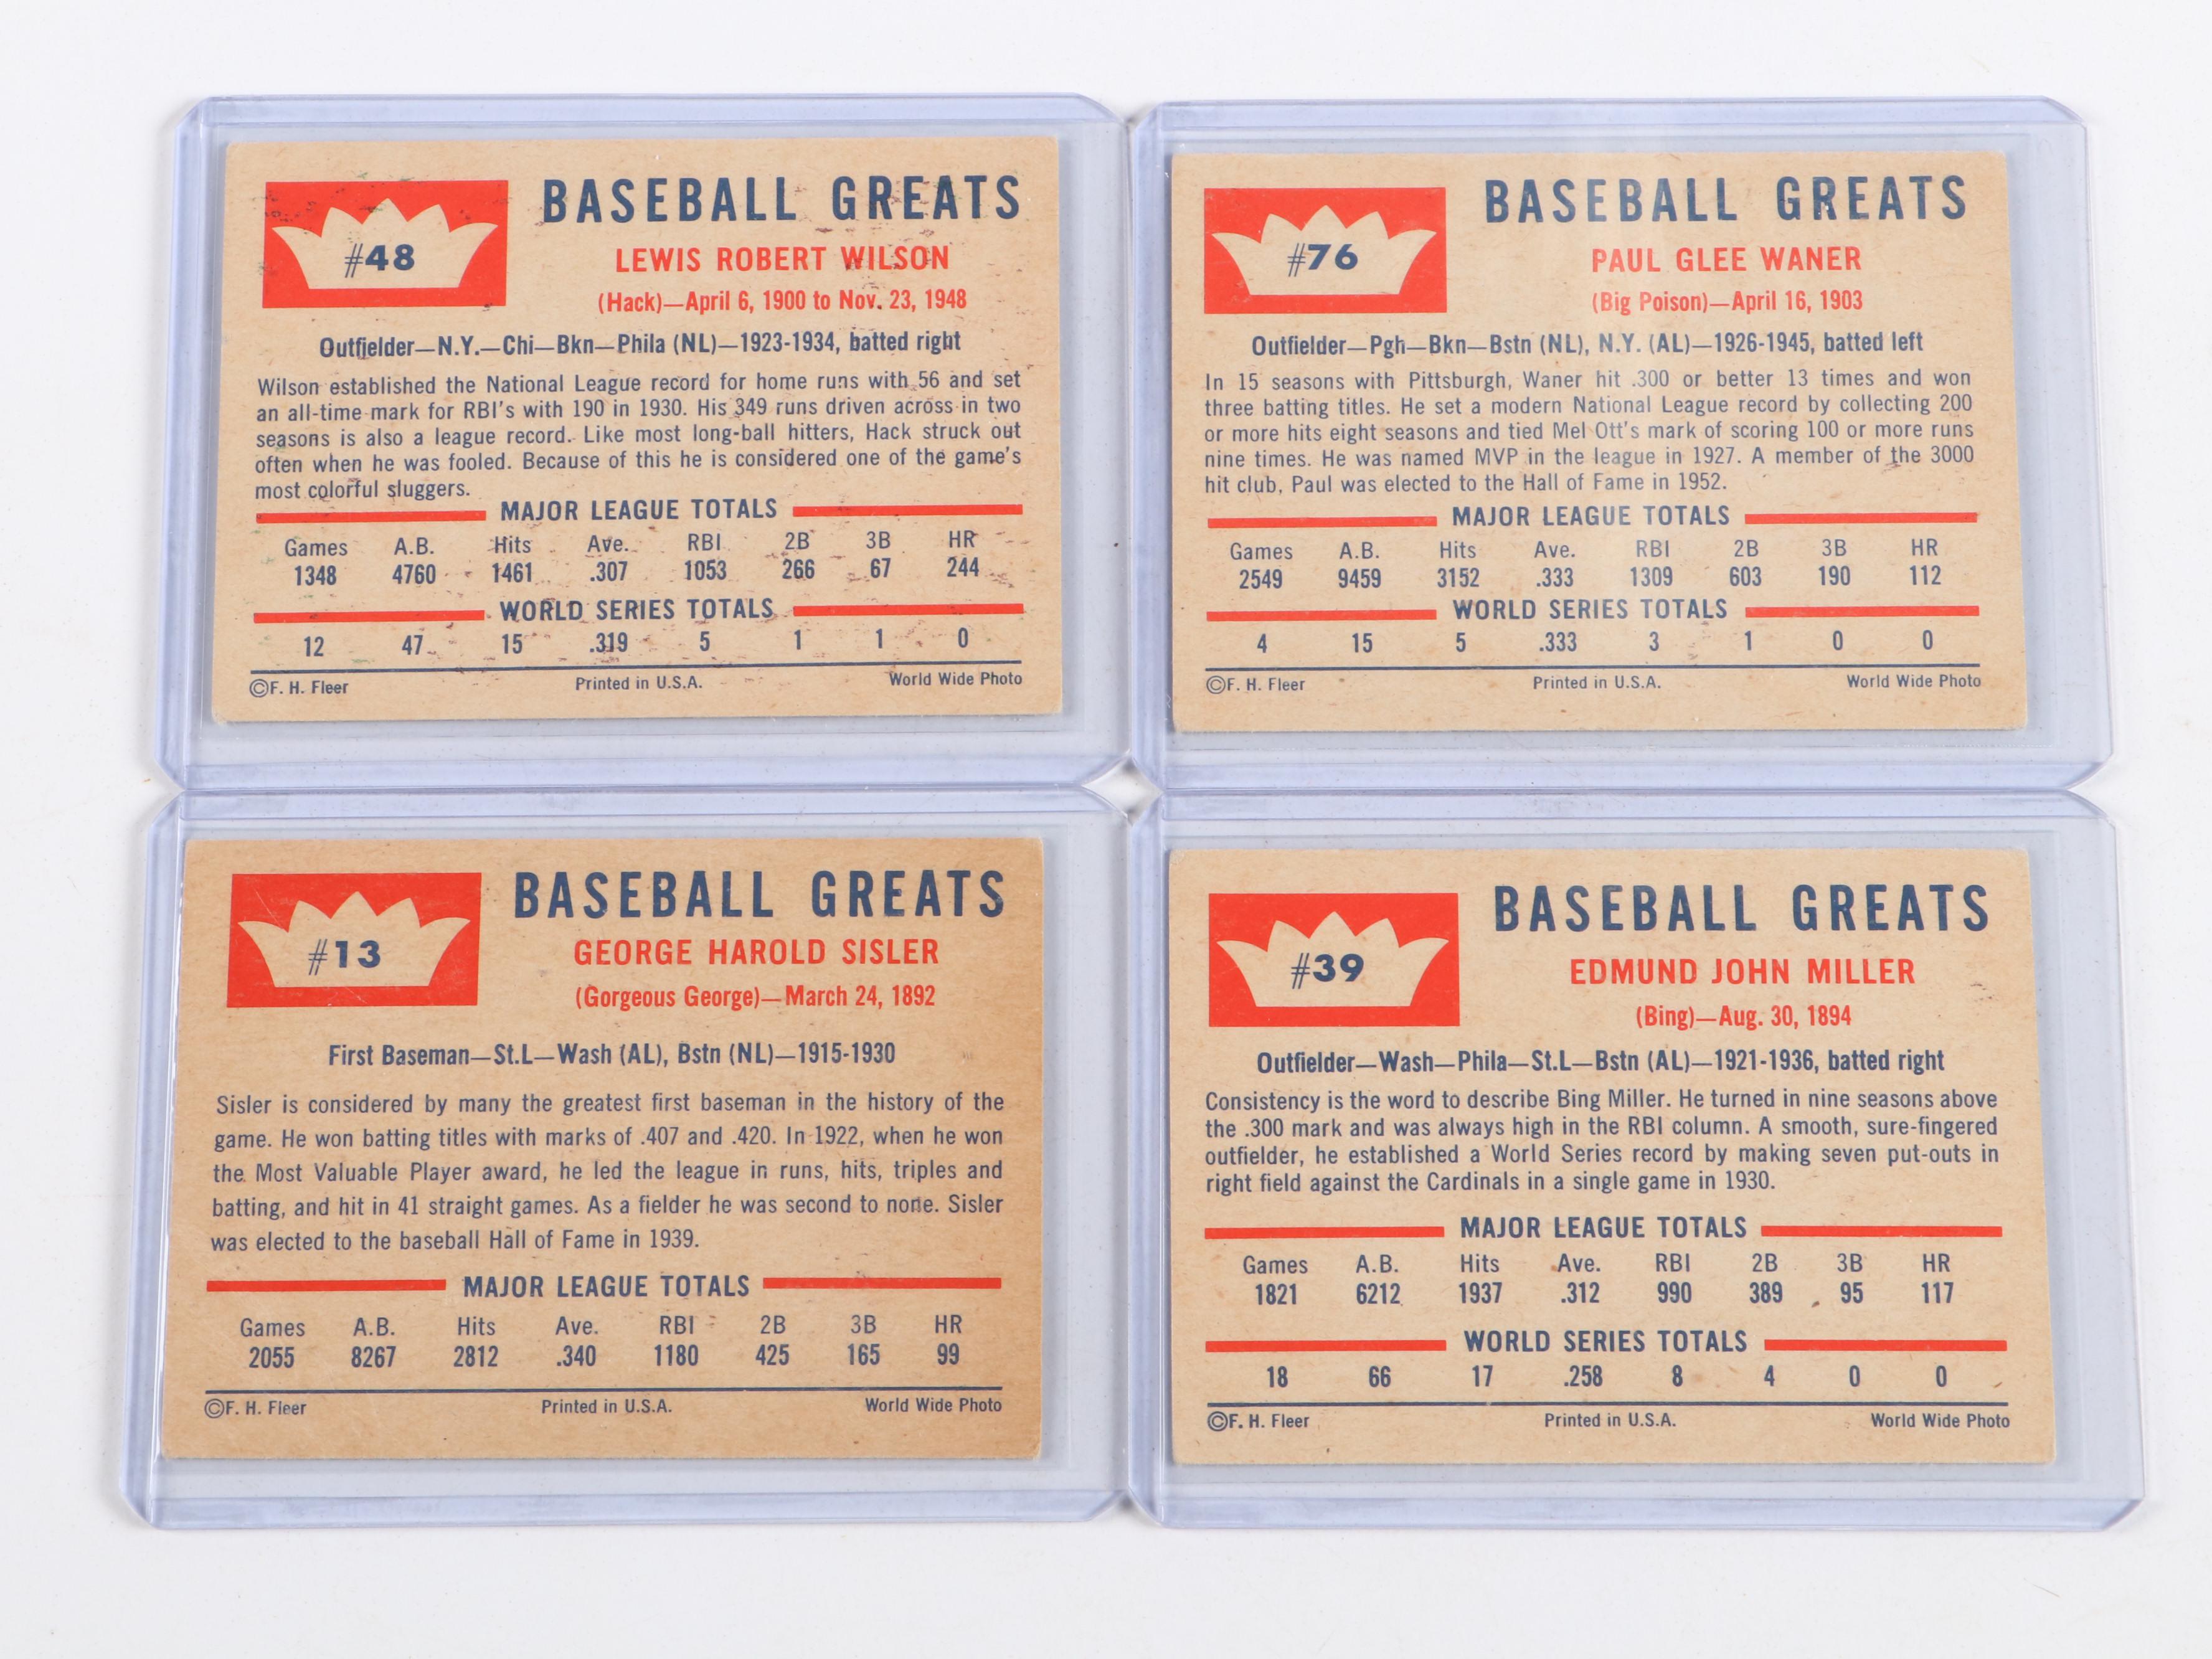 #48
BASEBALL GREATS
LEWIS ROBERT WILSON
(Hack)—April 6, 1900 to Nov. 23, 1948
Outfielder—N.Y.—Chi—Bkn—Phila (NL)—1923-1934, batted right
Wilson established the National League record for home runs with 56 and set
an all-time mark for RBI's with 190 in 1930. His 349 runs driven across in two
seasons is also a league record. Like most long-ball hitters, Hack struck out
often when he was fooled. Because of this he is considered one of the game's
most colorful sluggers.
MAJOR LEAGUE TOTALS
Games A.B. Hits Ave. RBI 2B 3B HR
1348 4760 1461 .307 1053 266 67 244
WORLD SERIES TOTALS
12 47 15 .319 5 1 1 0
©F. H. Fleer Printed in U.S.A. World Wide Photo
#76
BASEBALL GREATS
PAUL GLEE WANER
(Big Poison)—April 16, 1903
Outfielder—Pgh—Bkn—Bstn (NL), N.Y. (AL)—1926-1945, batted left
In 15 seasons with Pittsburgh, Waner hit .300 or better 13 times and won
three batting titles. He set a modern National League record by collecting 200
or more hits eight seasons and tied Mel Ott's mark of scoring 100 or more runs
nine times. He was named MVP in the league in 1927. A member of the 3000
hit club, Paul was elected to the Hall of Fame in 1952.
MAJOR LEAGUE TOTALS
Games A.B. Hits Ave. RBI 2B 3B HR
2549 9459 3152 .333 1309 603 190 112
WORLD SERIES TOTALS
4 15 5 .333 3 1 0 0
©F. H. Fleer Printed in U.S.A. World Wide Photo
#13
BASEBALL GREATS
GEORGE HAROLD SISLER
(Gorgeous George)—March 24, 1892
First Baseman—St.L—Wash (AL), Bstn (NL)—1915-1930
Sisler is considered by many the greatest first baseman in the history of the
game. He won batting titles with marks of .407 and .420. In 1922, when he won
the Most Valuable Player award, he led the league in runs, hits, triples and
batting, and hit in 41 straight games. As a fielder he was second to none. Sisler
was elected to the baseball Hall of Fame in 1939.
MAJOR LEAGUE TOTALS
Games A.B. Hits Ave. RBI 2B 3B HR
2055 8267 2812 .340 1180 425 165 99
©F. H. Fleer Printed in U.S.A. World Wide Photo
#39
BASEBALL GREATS
EDMUND JOHN MILLER
(Bing)—Aug. 30, 1894
Outfielder—Wash—Phila—St.L—Bstn (AL)—1921-1936, batted right
Consistency is the word to describe Bing Miller. He turned in nine seasons above
the .300 mark and was always high in the RBI column. A smooth, sure-fingered
outfielder, he established a World Series record by making seven put-outs in
right field against the Cardinals in a single game in 1930.
MAJOR LEAGUE TOTALS
Games A.B. Hits Ave. RBI 2B 3B HR
1821 6212 1937 .312 990 389 95 117
WORLD SERIES TOTALS
18 66 17 .258 8 4 0 0
©F. H. Fleer Printed in U.S.A. World Wide Photo